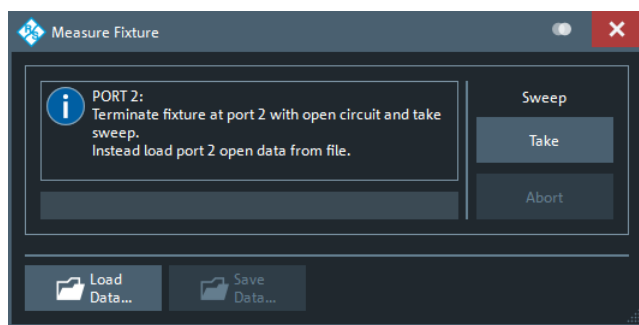 Measure Fixture
PORT 2:
Terminate fixture at port 2 with open circuit and take
sweep.
Instead load port 2 open data from file.
Sweep
Take
Abort
Load
Data...
Save
Data...